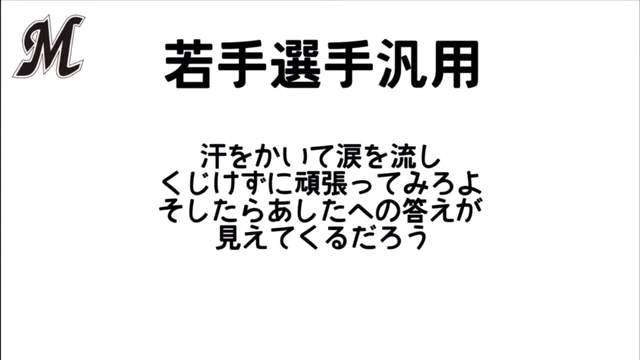 M
若手選手汎用
汗をかいて涙を流し
くじけずに頑張ってみろよ
そしたらあしたへの答えが
見えてくるだろう